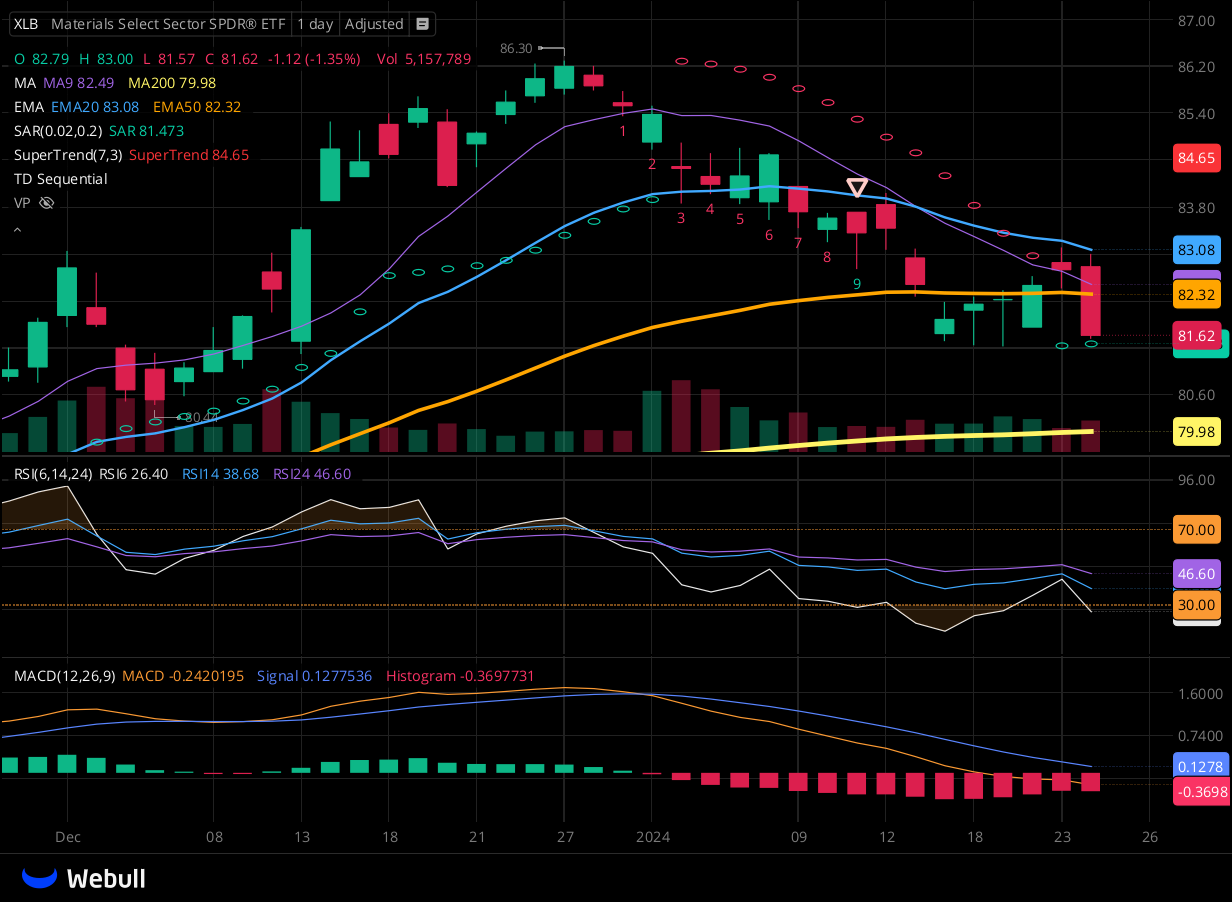 XLB Materials Select Sector SPDR® ETF 1 day Adjusted
O 82.79 H 83.00 L 81.57 C 81.62 -1.12 (-1.35%) Vol 5,157,789
MA MA9 82.49 MA200 79.98
EMA EMA20 83.08 EMA50 82.32
SAR(0.02,0.2) SAR 81.473
SuperTrend(7,3) SuperTrend 84.65
TD Sequential
VP
86.30
80.44
1
2
3
4
5
6
7
8
9
87.00
86.20
85.40
84.65
83.80
83.08
82.32
81.62
80.60
79.98
RSI(6,14,24) RSI6 26.40 RSI14 38.68 RSI24 46.60
96.00
70.00
46.60
30.00
MACD(12,26,9) MACD -0.2420195 Signal 0.1277536 Histogram -0.3697731
1.6000
0.7400
0.1278
-0.3698
Dec 08 13 18 21 27 2024 09 12 18 23 26
Webull